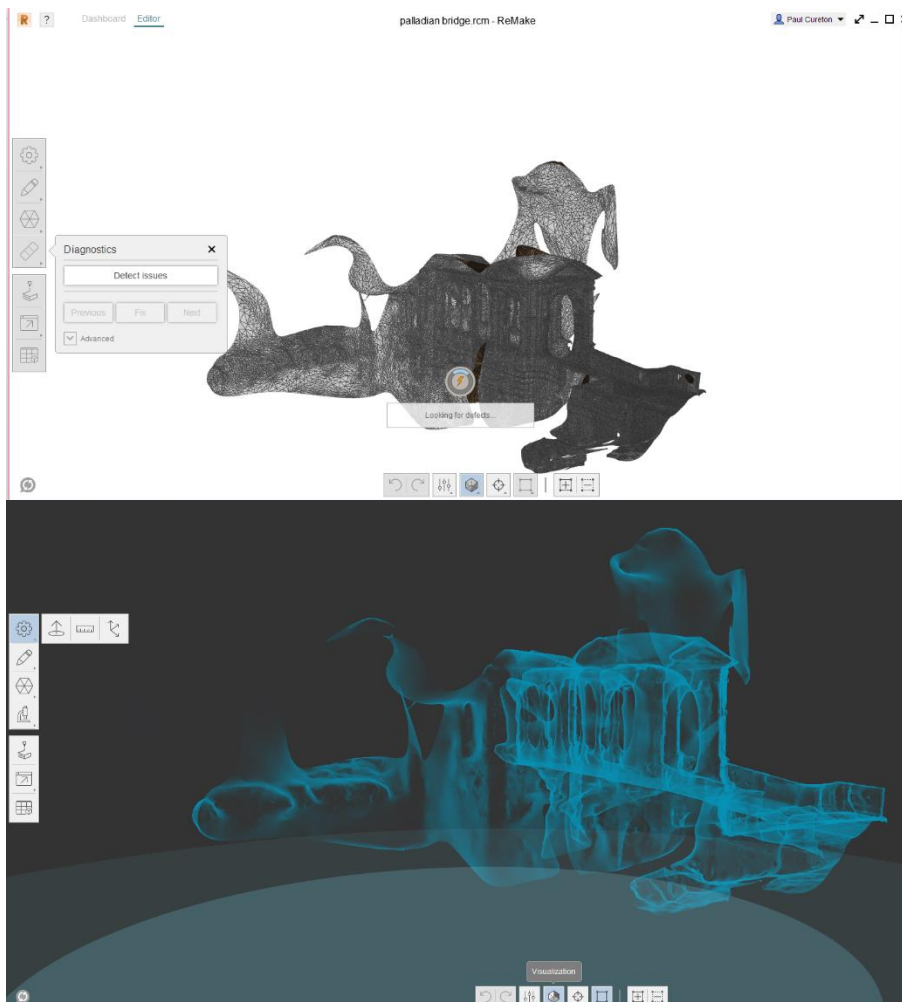 R ? Dashboard Editor palladian bridge.rcm - ReMake Paul Cureton
Diagnostics
Detect issues
Previous Fix Next
Advanced
Looking for defects...
Visualization